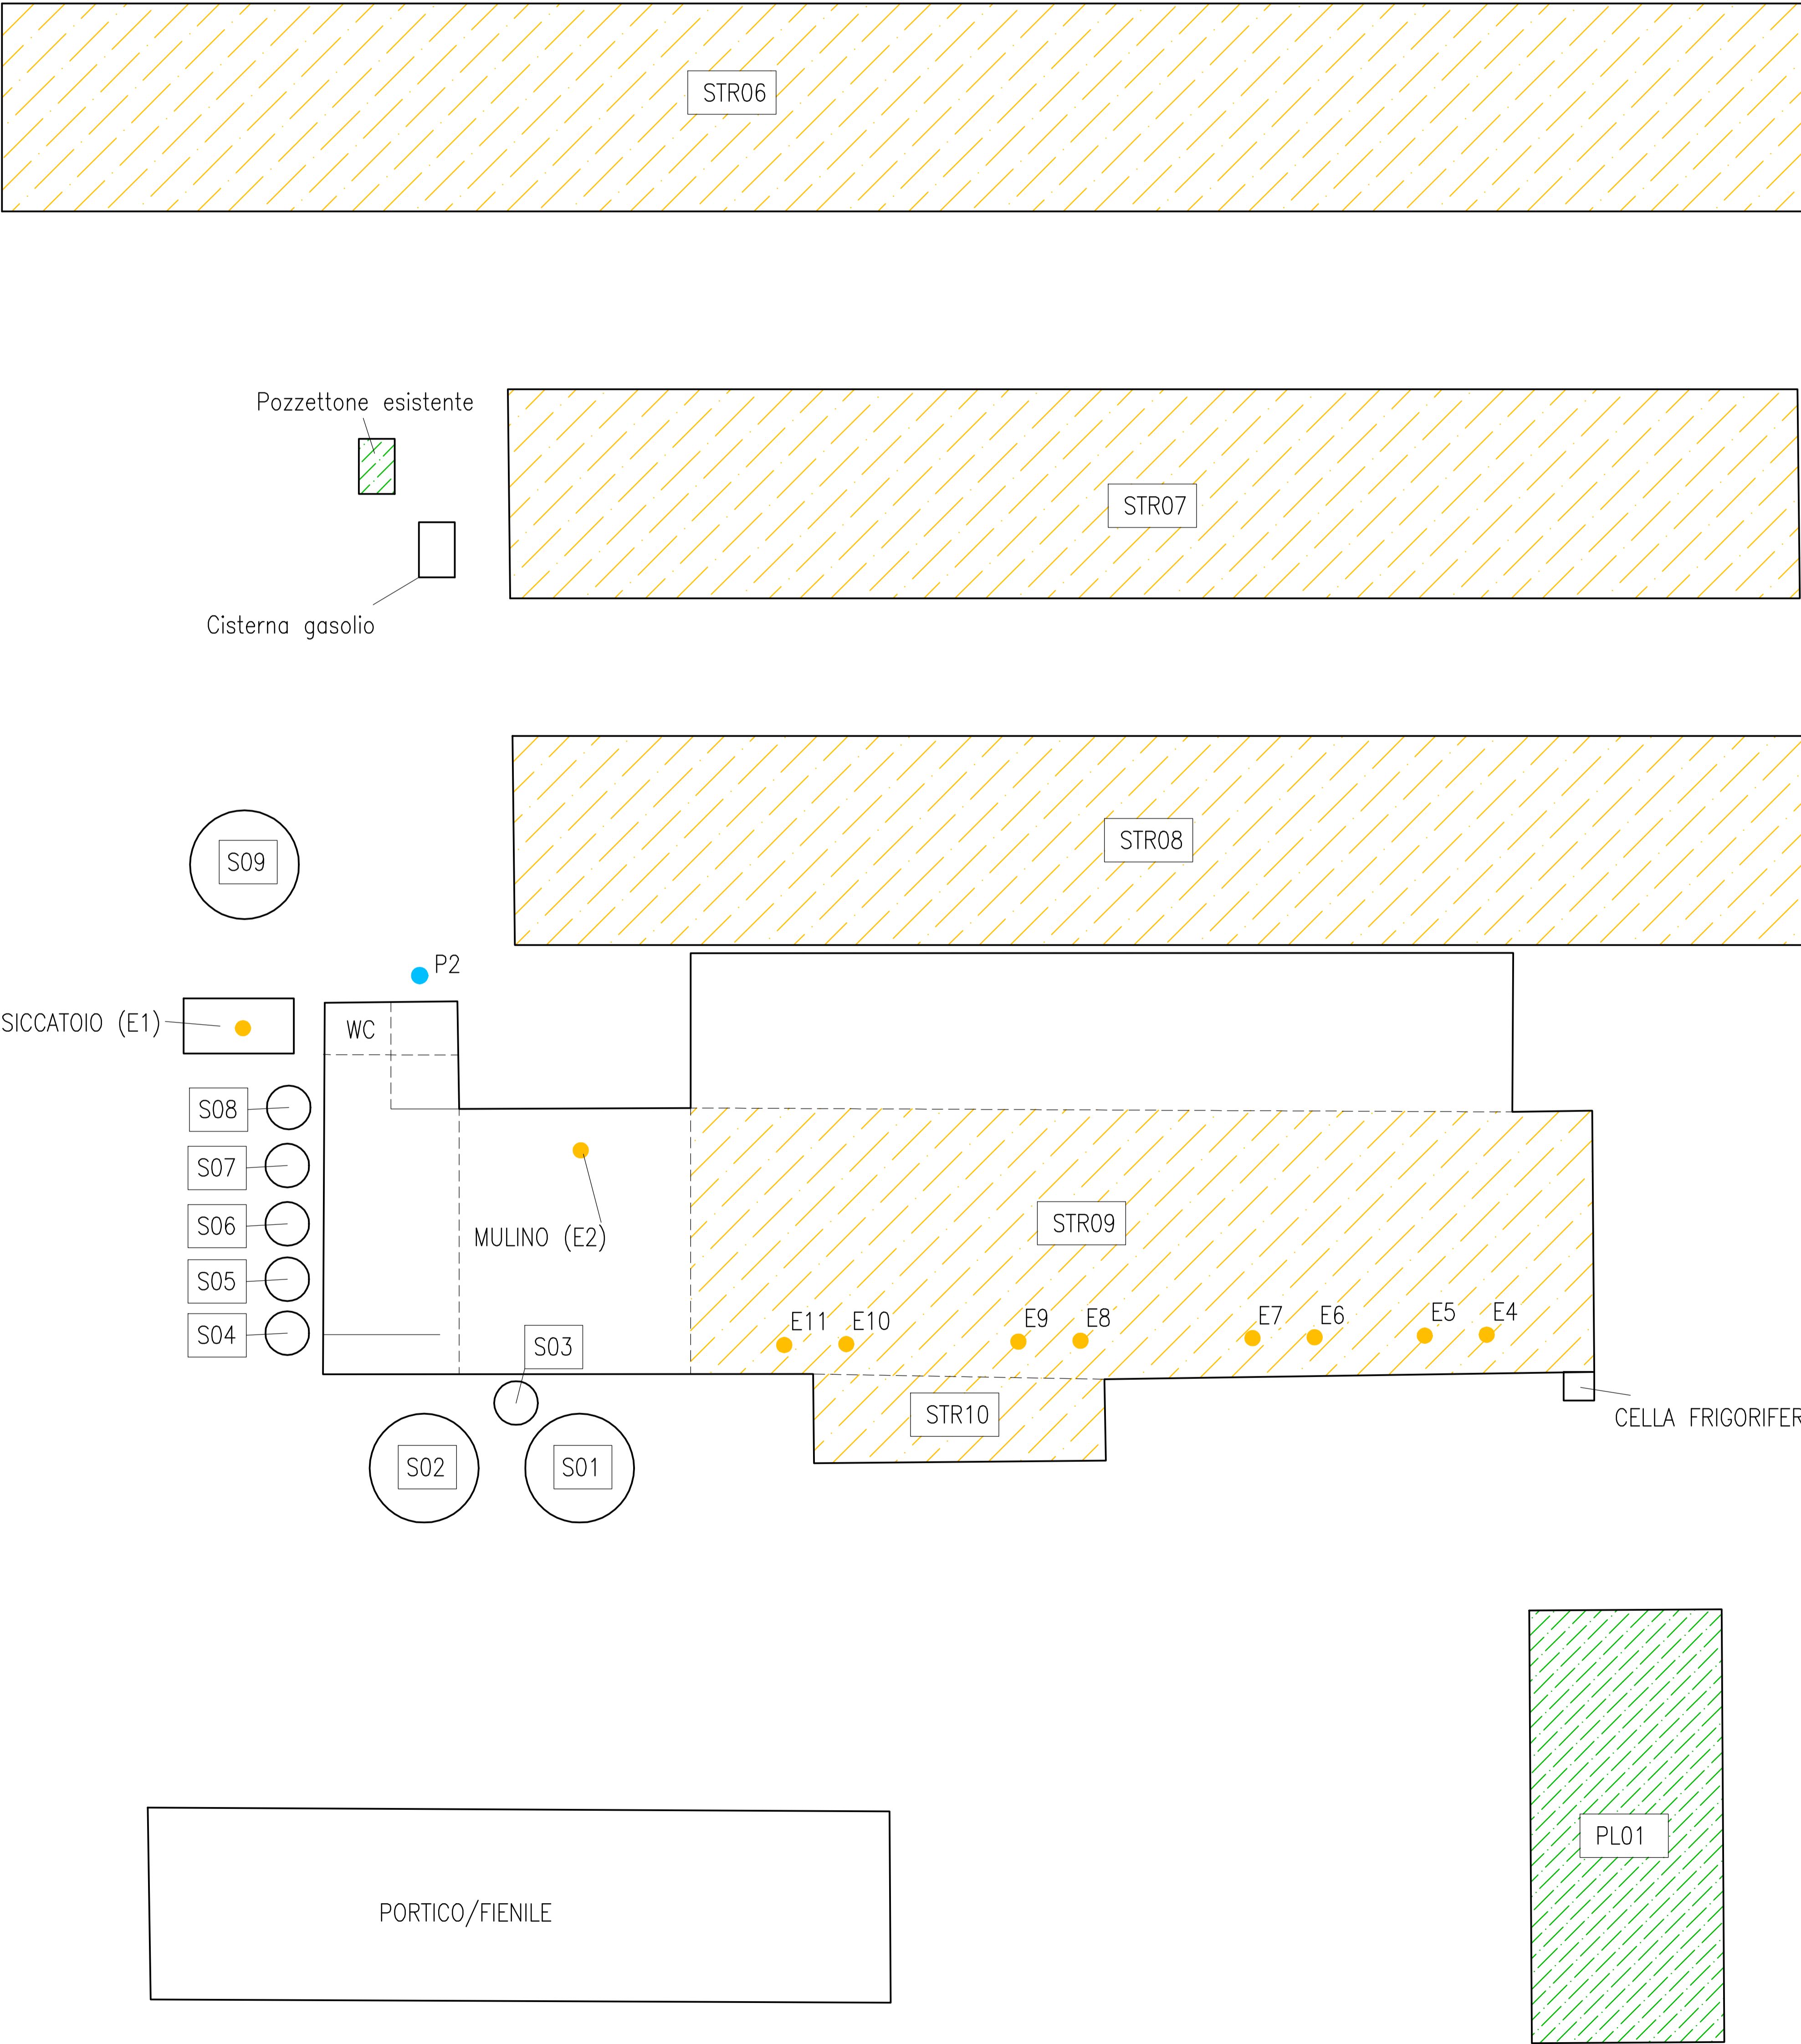 STR06
Pozzettone esistente
STR07
Cisterna gasolio
STR08
S09
P2
SICCATOIO (E1)
WC
S08
S07
S06
S05
S04
MULINO (E2)
STR09
E11
E10
E9
E8
E7
E6
E5
E4
S03
STR10
CELLA FRIGORIFER
S02
S01
PL01
PORTICO/FIENILE